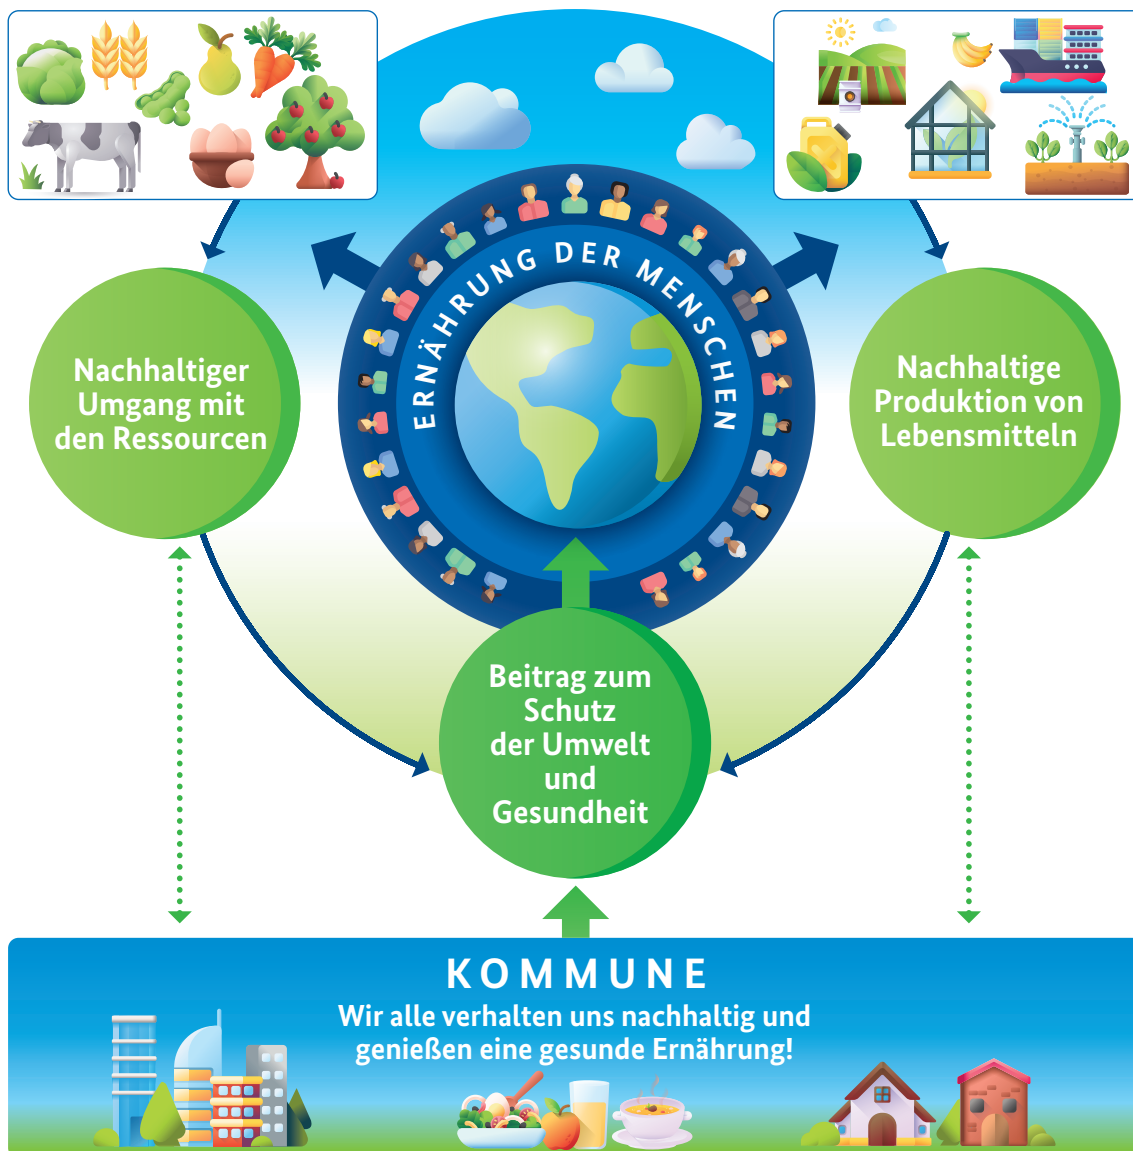 ERNÄHRUNG DER MENSCHEN
Nachhaltiger
Umgang mit
den Ressourcen
Nachhaltige
Produktion von
Lebensmitteln
Beitrag zum
Schutz
der Umwelt
und
Gesundheit
KOMMUNE
Wir alle verhalten uns nachhaltig und
genießen eine gesunde Ernährung!